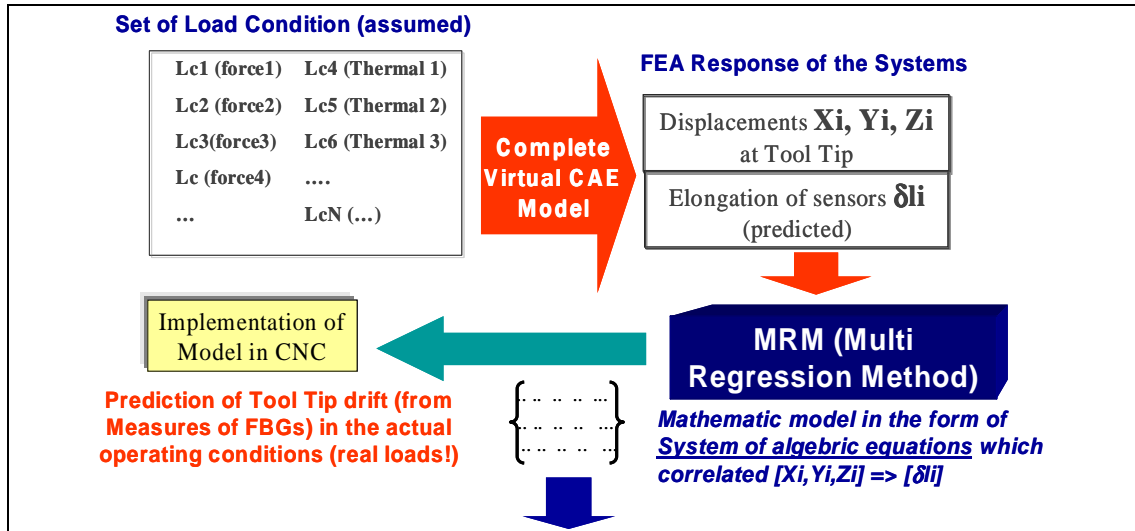 Set of Load Condition (assumed)
Lc1 (force1) Lc4 (Thermal 1)
Lc2 (force2) Lc5 (Thermal 2)
Lc3(force3) Lc6 (Thermal 3)
Lc (force4) ....
... LcN (...)
Complete
Virtual CAE
Model
FEA Response of the Systems
Displacements Xi, Yi, Zi
at Tool Tip
Elongation of sensors δli
(predicted)
MRM (Multi
Regression Method)
Mathematic model in the form of
System of algebric equations which
correlated [Xi,Yi,Zi] => [δli]
Implementation of
Model in CNC
Prediction of Tool Tip drift (from
Measures of FBGs) in the actual
operating conditions (real loads!)